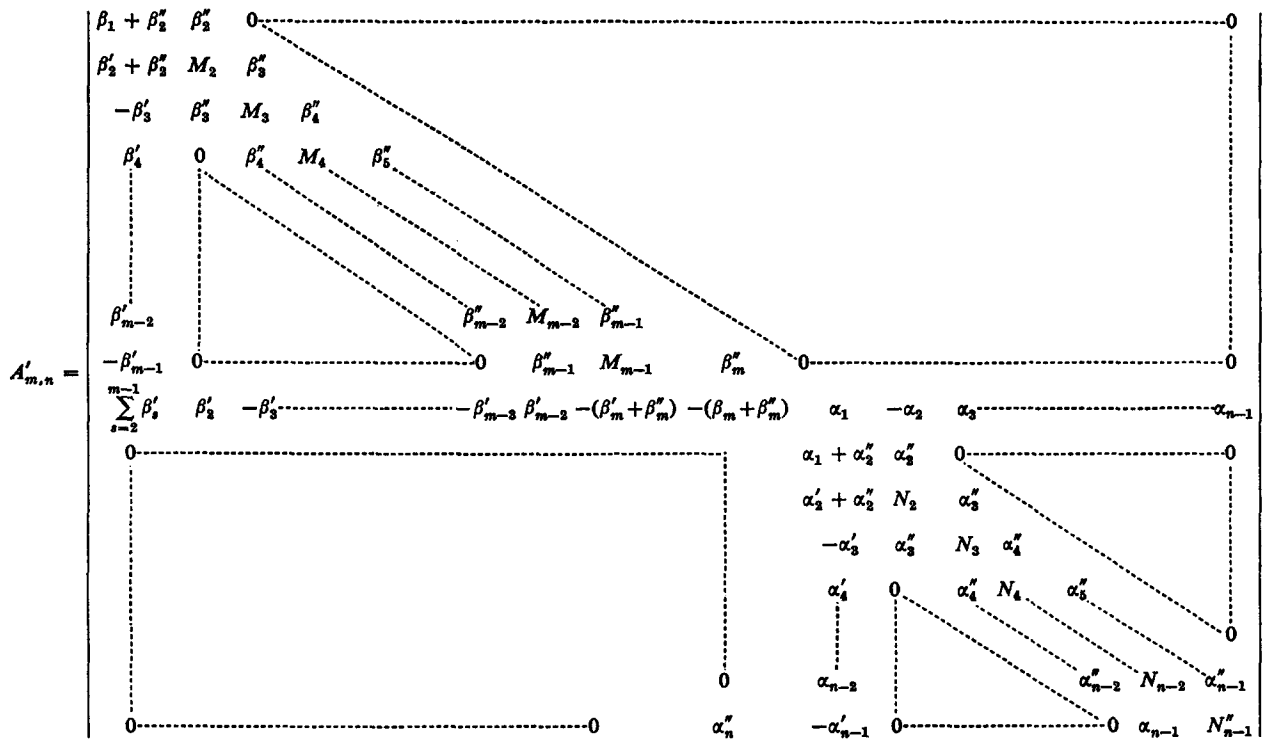 β₁ + β₂″ β₂″ 0 0
β₂′ + β₂″ M₂ β₃″
−β₃′ β₃″ M₃ β₄″
β₄′ 0 β₄″ M₄ β₅″
β′ₘ₋₂ β″ₘ₋₂ Mₘ₋₂ β″ₘ₋₁
A′ₘ,ₙ = −β′ₘ₋₁ 0 0 β″ₘ₋₁ Mₘ₋₁ β″ₘ 0 0
∑ₛ₌₂ᵐ⁻¹ βₛ′ β₂′ −β₃′ −β′ₘ₋₃ β′ₘ₋₂ −(β′ₘ + β″ₘ) −(βₘ + β″ₘ) α₁ −α₂ α₃ αₙ₋₁
0 α₁ + α₂″ α₂″ 0 0
α₂′ + α₂″ N₂ α₃″
−α₃′ α₃″ N₃ α₄″
α₄′ 0 α₄″ N₄ α₅″
0
0 αₙ₋₂ α″ₙ₋₂ Nₙ₋₂ α″ₙ₋₁
0 0 α″ₙ −α′ₙ₋₁ 0 0 αₙ₋₁ N″ₙ₋₁